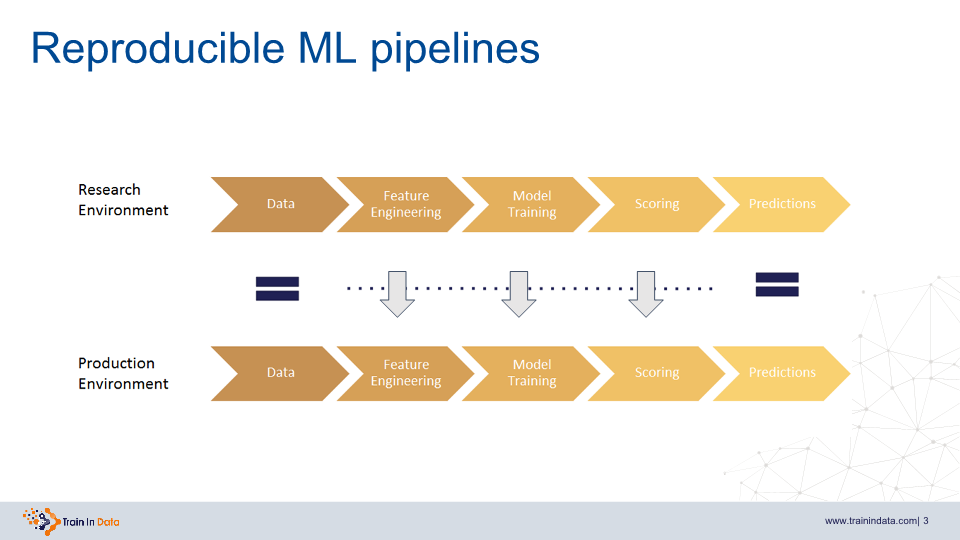 Reproducible ML pipelines
Research
Environment
Data
Feature
Engineering
Model
Training
Scoring
Predictions
Production
Environment
Data
Feature
Engineering
Model
Training
Scoring
Predictions
Train In Data
www.trainindata.com| 3